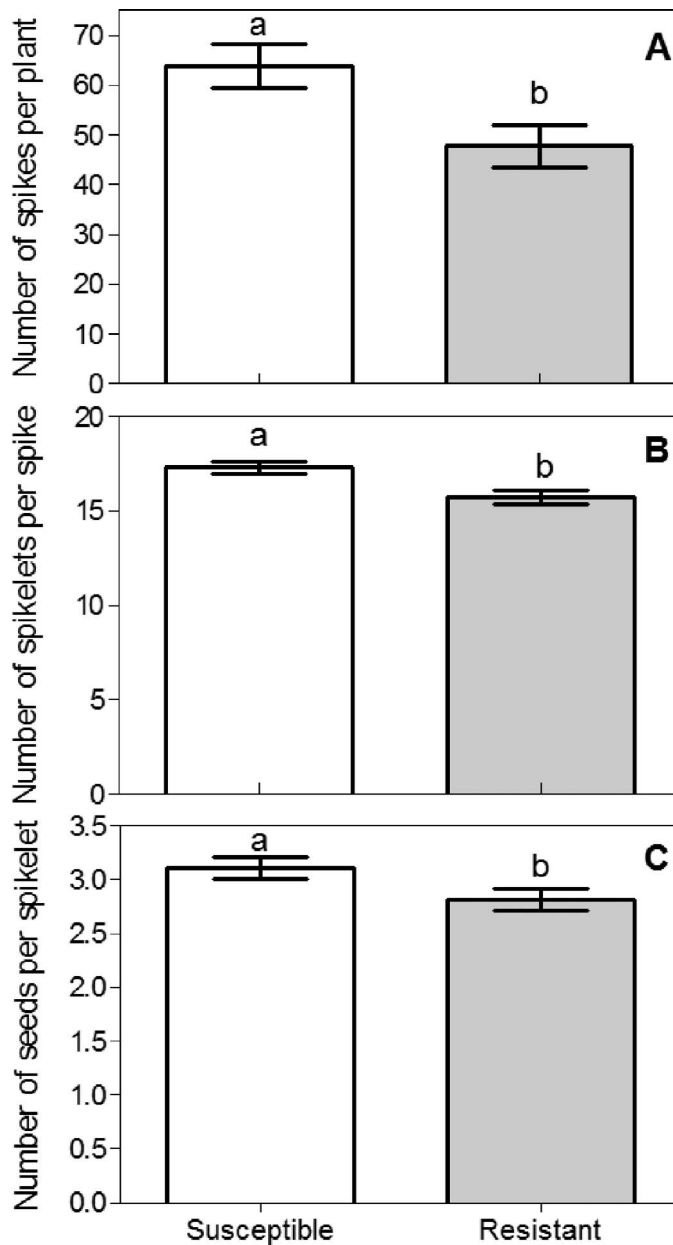 Number of spikes per plant
70
60
50
40
30
20
10
0
a
b
A
Number of spikelets per spike
20
15
10
5
0
a
b
B
Number of seeds per spikelet
3.5
3.0
2.5
2.0
1.5
1.0
0.5
0.0
a
b
C
Susceptible Resistant